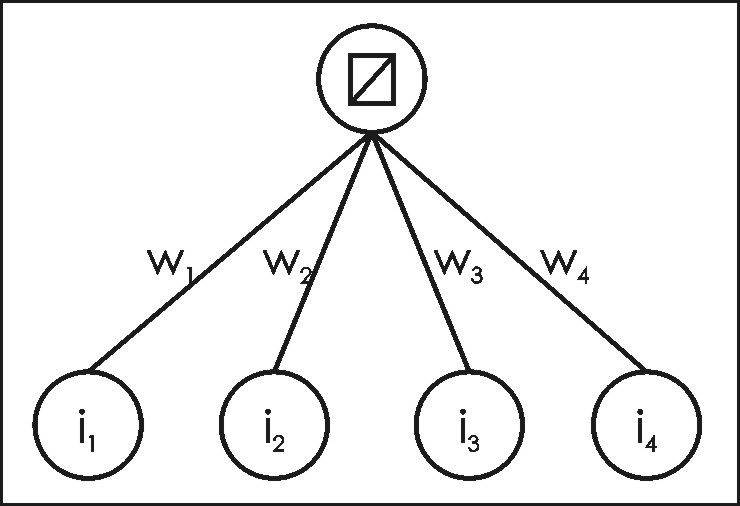 W₁ W₂ W₃ W₄
i₁ i₂ i₃ i₄